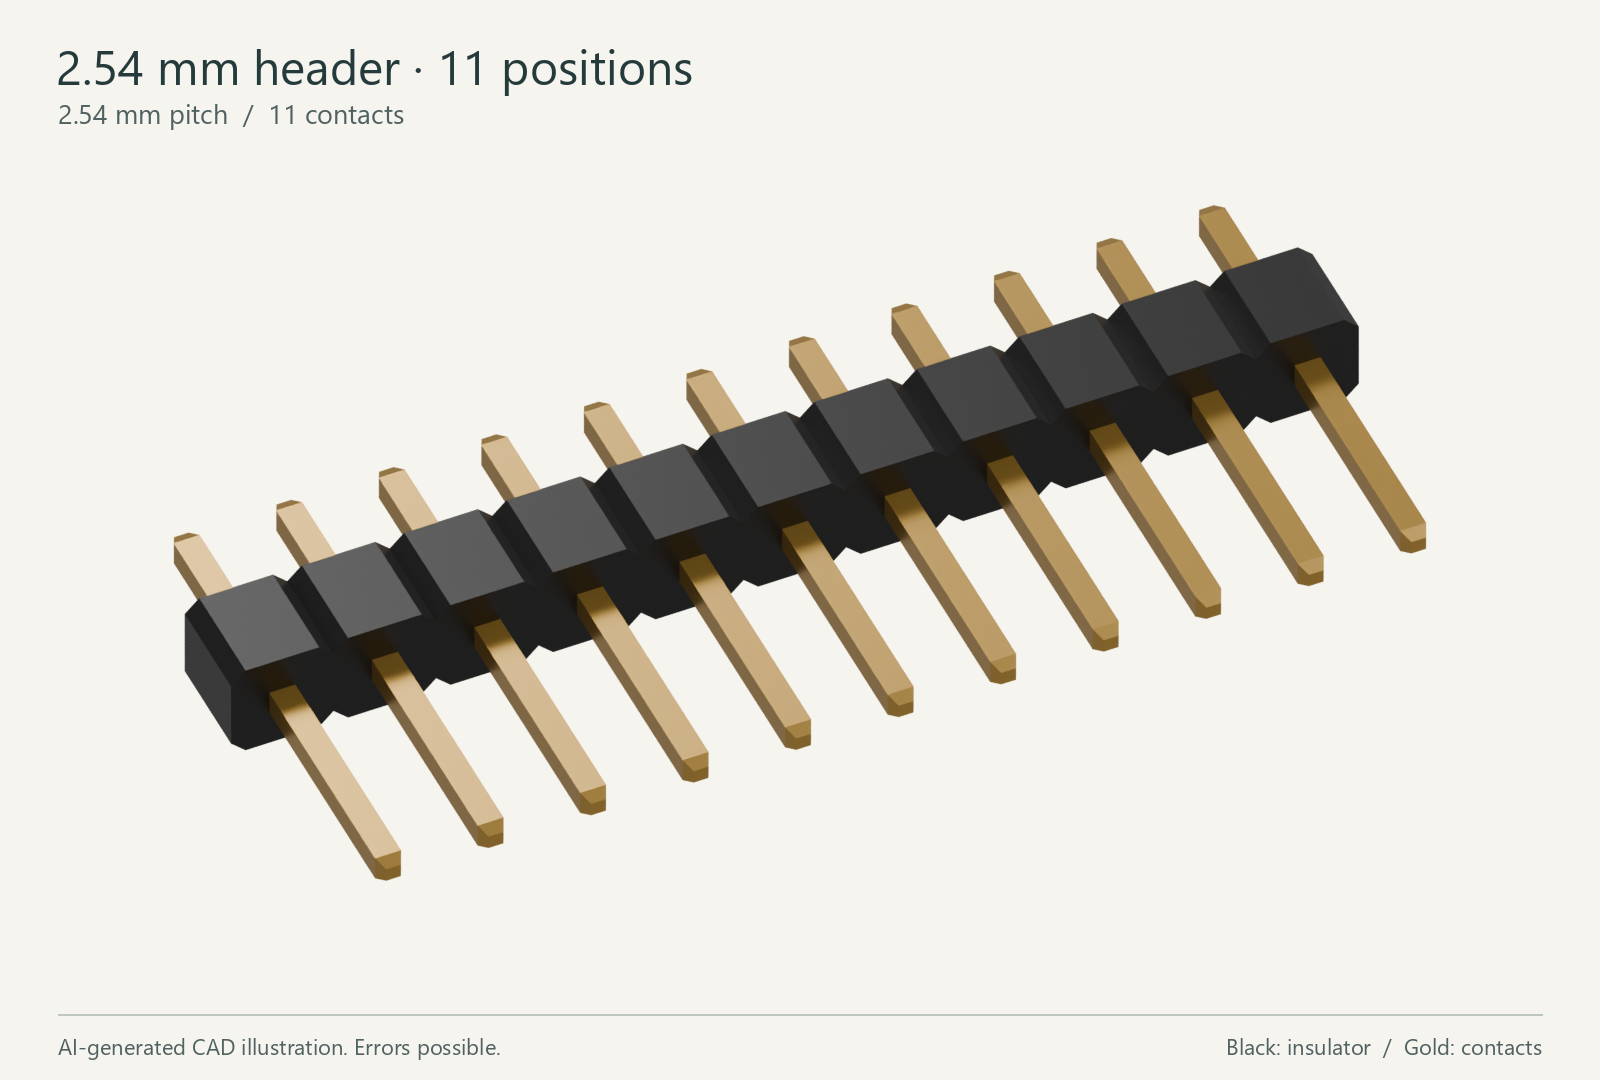 2.54 mm header · 11 positions
2.54 mm pitch / 11 contacts
AI-generated CAD illustration. Errors possible.
Black: insulator / Gold: contacts